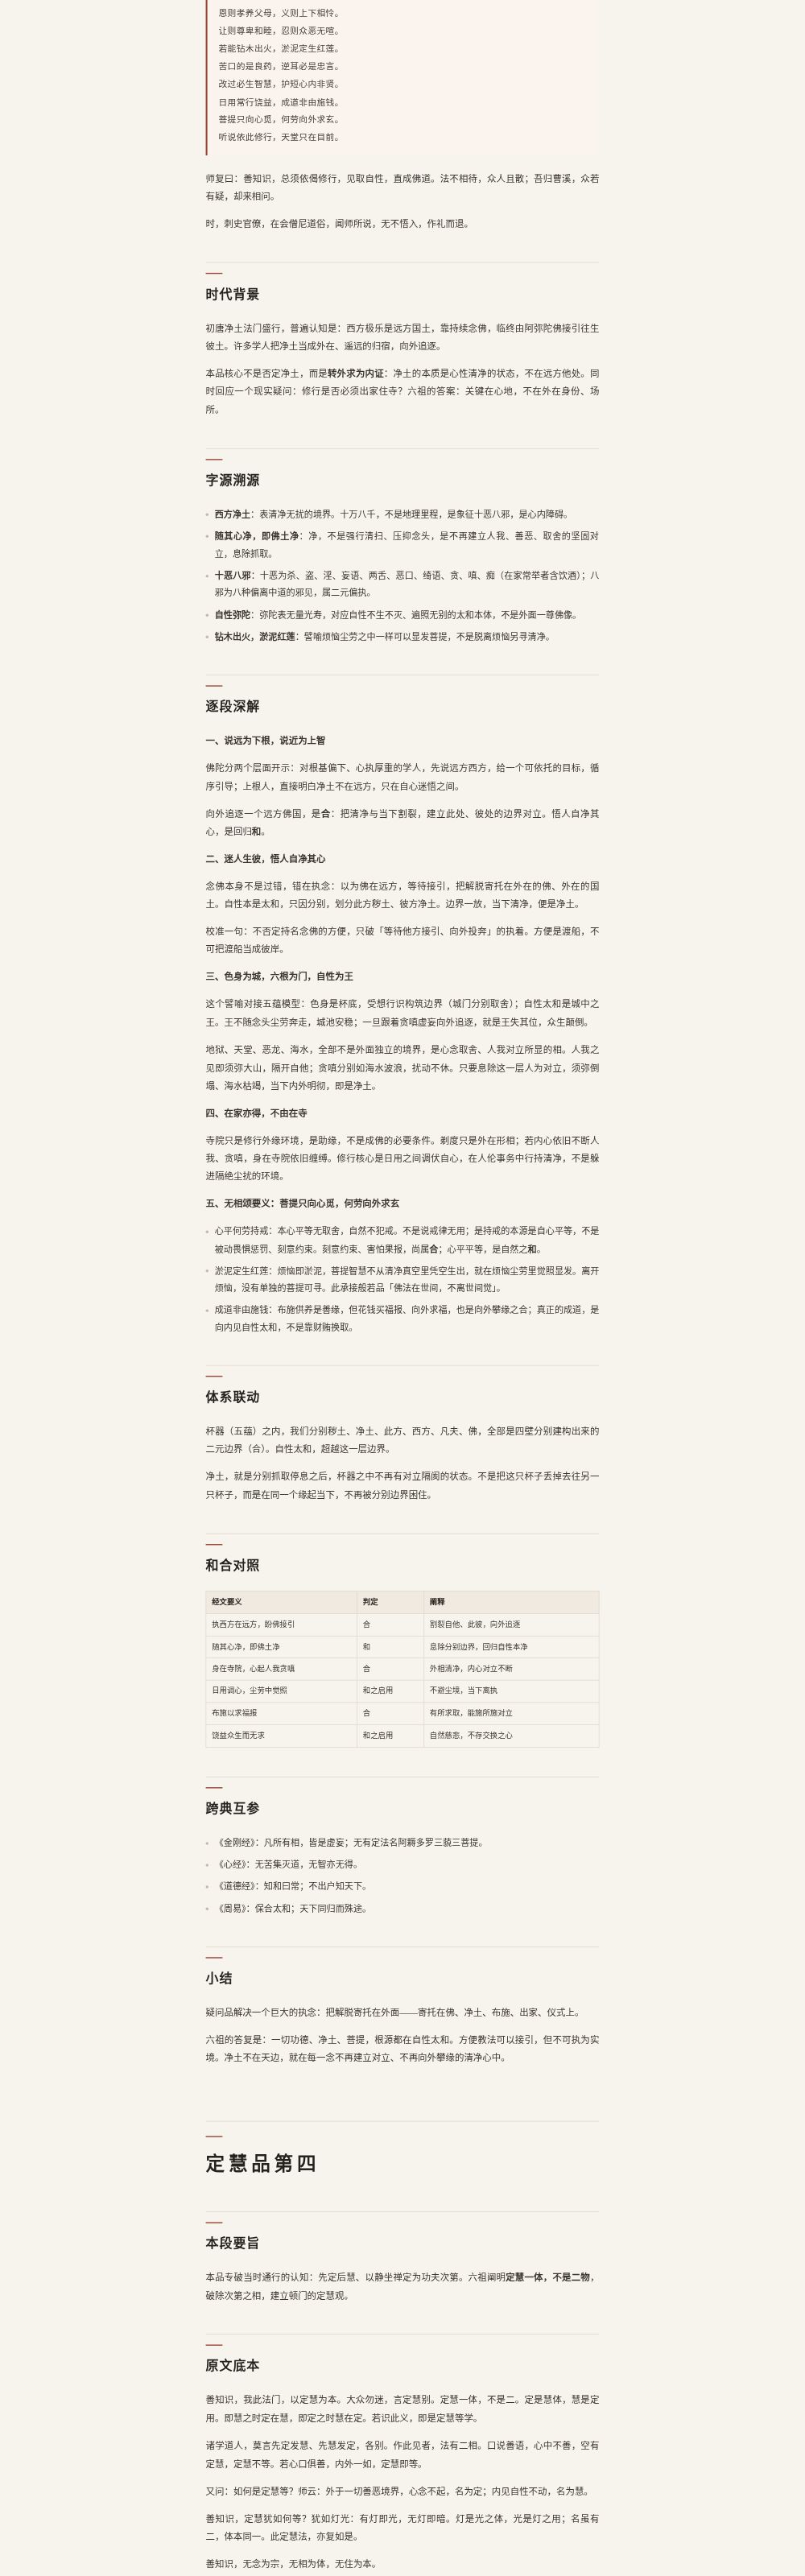 恩则孝养父母，义则上下相怜。
让则尊卑和睦，忍则众恶无喧。
若能钻木出火，淤泥定生红莲。
苦口的是良药，逆耳必是忠言。
改过必生智慧，护短心内非贤。
日用常行饶益，成道非由施钱。
菩提只向心觅，何劳向外求玄。
听说依此修行，天堂只在目前。
师复曰：善知识，总须依偈修行，见取自性，直成佛道。法不相待，众人且散；吾归曹溪，众若
有疑，却来相问。
时，刺史官僚，在会僧尼道俗，闻师所说，无不悟入，作礼而退。
时代背景
初唐净土法门盛行，普遍认知是：西方极乐是远方国土，靠持续念佛，临终由阿弥陀佛接引往生
彼土。许多学人把净土当成外在、遥远的归宿，向外追逐。
本品核心不是否定净土，而是转外求为内证：净土的本质是心性清净的状态，不在远方他处。同
时回应一个现实疑问：修行是否必须出家住寺？六祖的答案：关键在心地，不在外在身份、场
所。
字源溯源
西方净土：表清净无扰的境界。十万八千，不是地理里程，是象征十恶八邪，是心内障碍。
随其心净，即佛土净：净，不是强行清扫、压抑念头，是不再建立人我、善恶、取舍的坚固对
立，息除抓取。
十恶八邪：十恶为杀、盗、淫、妄语、两舌、恶口、绮语、贪、嗔、痴（在家常举者含饮酒）；八
邪为八种偏离中道的邪见，属二元偏执。
自性弥陀：弥陀表无量光寿，对应自性不生不灭、遍照无别的太和本体，不是外面一尊佛像。
钻木出火，淤泥红莲：譬喻烦恼尘劳之中一样可以显发菩提，不是脱离烦恼另寻清净。
逐段深解
一、说远为下根，说近为上智
佛陀分两个层面开示：对根基偏下、心执厚重的学人，先说远方西方，给一个可依托的目标，循
序引导；上根人，直接明白净土不在远方，只在自心迷悟之间。
向外追逐一个远方佛国，是合：把清净与当下割裂，建立此处、彼处的边界对立。悟人自净其
心，是回归和。
二、迷人生彼，悟人自净其心
念佛本身不是过错，错在执念：以为佛在远方，等待接引，把解脱寄托在外在的佛、外在的国
土。自性本是太和，只因分别，划分此方秽土、彼方净土。边界一放，当下清净，便是净土。
校准一句：不否定持名念佛的方便，只破「等待他方接引、向外投奔」的执着。方便是渡船，不
可把渡船当成彼岸。
三、色身为城，六根为门，自性为王
这个譬喻对接五蕴模型：色身是杯底，受想行识构筑边界（城门分别取舍）；自性太和是城中之
王。王不随念头尘劳奔走，城池安稳；一旦跟着贪嗔虚妄向外追逐，就是王失其位，众生颠倒。
地狱、天堂、恶龙、海水，全部不是外面独立的境界，是心念取舍、人我对立所显的相。人我之
见即须弥大山，隔开自他；贪嗔分别如海水波浪，扰动不休。只要息除这一层人为对立，须弥倒
塌、海水枯竭，当下内外明彻，即是净土。
四、在家亦得，不由在寺
寺院只是修行外缘环境，是助缘，不是成佛的必要条件。剃度只是外在形相；若内心依旧不断人
我、贪嗔，身在寺院依旧缠缚。修行核心是日用之间调伏自心，在人伦事务中行持清净，不是躲
进隔绝尘扰的环境。
五、无相颂要义：菩提只向心觅，何劳向外求玄
心平何劳持戒：本心平等无取舍，自然不犯戒。不是说戒律无用；是持戒的本源是自心平等，不是
被动畏惧惩罚、刻意约束。刻意约束、害怕果报，尚属合；心平平等，是自然之和。
淤泥定生红莲：烦恼即淤泥，菩提智慧不从清净真空里凭空生出，就在烦恼尘劳里觉照显发。离开
烦恼，没有单独的菩提可寻。此承接般若品「佛法在世间，不离世间觉」。
成道非由施钱：布施供养是善缘，但花钱买福报、向外求福，也是向外攀缘之合；真正的成道，是
向内见自性太和，不是靠财贿换取。
体系联动
杯器（五蕴）之内，我们分别秽土、净土、此方、西方、凡夫、佛，全部是四壁分别建构出来的
二元边界（合）。自性太和，超越这一层边界。
净土，就是分别抓取停息之后，杯器之中不再有对立隔阂的状态。不是把这只杯子丢掉去往另一
只杯子，而是在同一个缘起当下，不再被分别边界困住。
和合对照
经文要义 判定 阐释
执西方在远方，盼佛接引 合 割裂自他、此彼，向外追逐
随其心净，即佛土净 和 息除分别边界，回归自性本净
身在寺院，心起人我贪嗔 合 外相清净，内心对立不断
日用调心，尘劳中觉照 和之启用 不避尘境，当下离执
布施以求福报 合 有所求取，能施所施对立
饶益众生而无求 和之启用 自然慈悲，不存交换之心
跨典互参
《金刚经》：凡所有相，皆是虚妄；无有定法名阿耨多罗三藐三菩提。
《心经》：无苦集灭道，无智亦无得。
《道德经》：知和曰常；不出户知天下。
《周易》：保合太和；天下同归而殊途。
小结
疑问品解决一个巨大的执念：把解脱寄托在外面——寄托在佛、净土、布施、出家、仪式上。
六祖的答复是：一切功德、净土、菩提，根源都在自性太和。方便教法可以接引，但不可执为实
境。净土不在天边，就在每一念不再建立对立、不再向外攀缘的清净心中。
定慧品第四
本段要旨
本品专破当时通行的认知：先定后慧、以静坐禅定为功夫次第。六祖阐明定慧一体，不是二物，
破除次第之相，建立顿门的定慧观。
原文底本
善知识，我此法门，以定慧为本。大众勿迷，言定慧别。定慧一体，不是二。定是慧体，慧是定
用。即慧之时定在慧，即定之时慧在定。若识此义，即是定慧等学。
诸学道人，莫言先定发慧、先慧发定，各别。作此见者，法有二相。口说善语，心中不善，空有
定慧，定慧不等。若心口俱善，内外一如，定慧即等。
又问：如何是定慧等？师云：外于一切善恶境界，心念不起，名为定；内见自性不动，名为慧。
善知识，定慧犹如何等？犹如灯光：有灯即光，无灯即暗。灯是光之体，光是灯之用；名虽有
二，体本同一。此定慧法，亦复如是。
善知识，无念为宗，无相为体，无住为本。